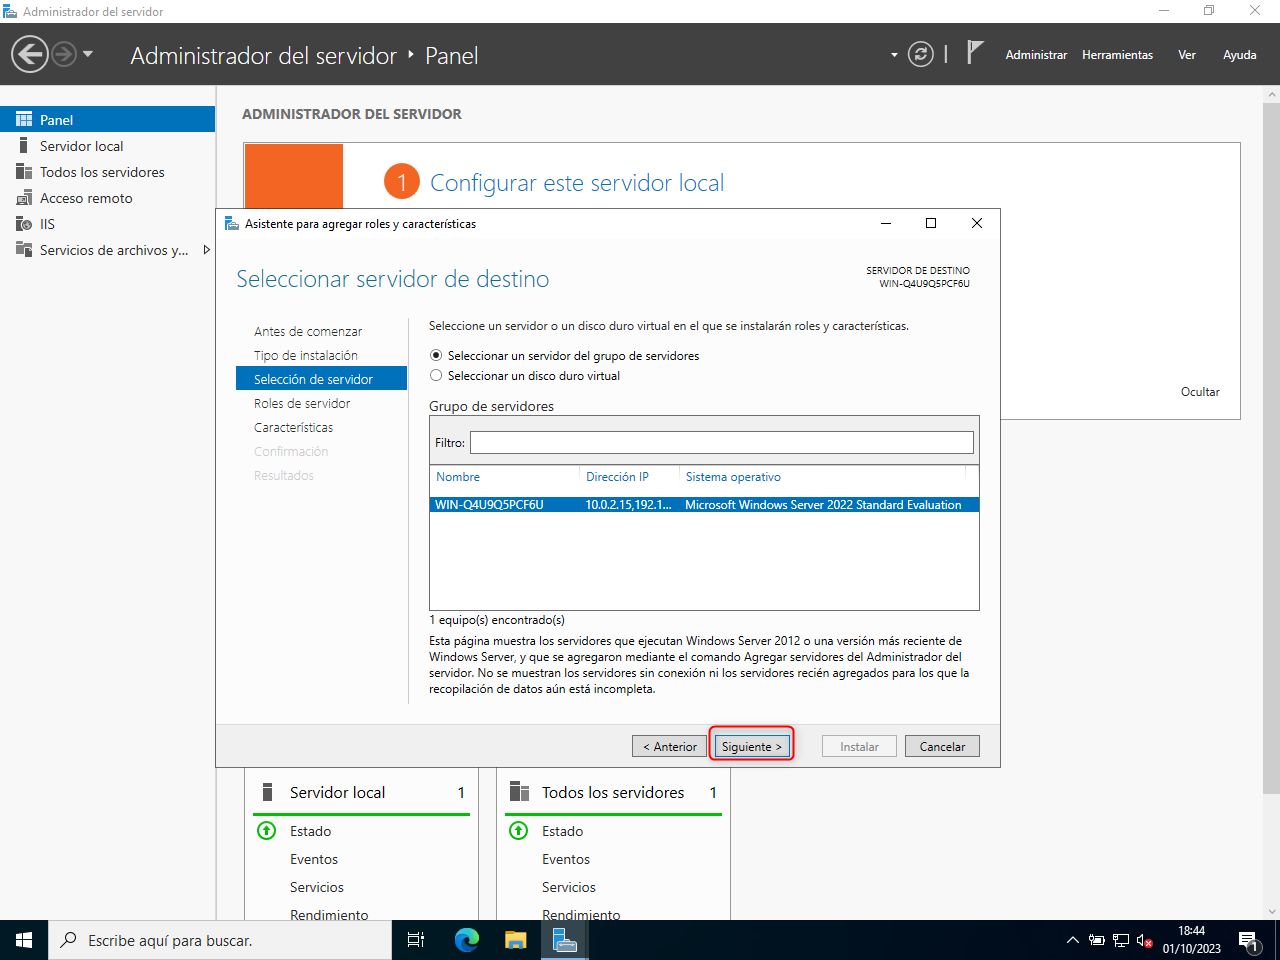 Administrador del servidor
Administrador del servidor
Panel
Administrar
Herramientas
Ver
Ayuda
Panel
Servidor local
Todos los servidores
Acceso remoto
IIS
Servicios de archivos y...
ADMINISTRADOR DEL SERVIDOR
1
Configurar este servidor local
Ocultar
Asistente para agregar roles y características
Seleccionar servidor de destino
SERVIDOR DE DESTINO
WIN-Q4U9Q5PCF6U
Antes de comenzar
Tipo de instalación
Selección de servidor
Roles de servidor
Características
Confirmación
Resultados
Seleccione un servidor o un disco duro virtual en el que se instalarán roles y características.
Seleccionar un servidor del grupo de servidores
Seleccionar un disco duro virtual
Grupo de servidores
Filtro:
Nombre Dirección IP Sistema operativo
WIN-Q4U9Q5PCF6U 10.0.2.15,192.1... Microsoft Windows Server 2022 Standard Evaluation
1 equipo(s) encontrado(s)
Esta página muestra los servidores que ejecutan Windows Server 2012 o una versión más reciente de
Windows Server, y que se agregaron mediante el comando Agregar servidores del Administrador del
servidor. No se muestran los servidores sin conexión ni los servidores recién agregados para los que la
recopilación de datos aún está incompleta.
< Anterior
Siguiente >
Instalar
Cancelar
Servidor local 1
Estado
Eventos
Servicios
Rendimiento
Todos los servidores 1
Estado
Eventos
Servicios
Rendimiento
Escribe aquí para buscar.
18:44
01/10/2023
1